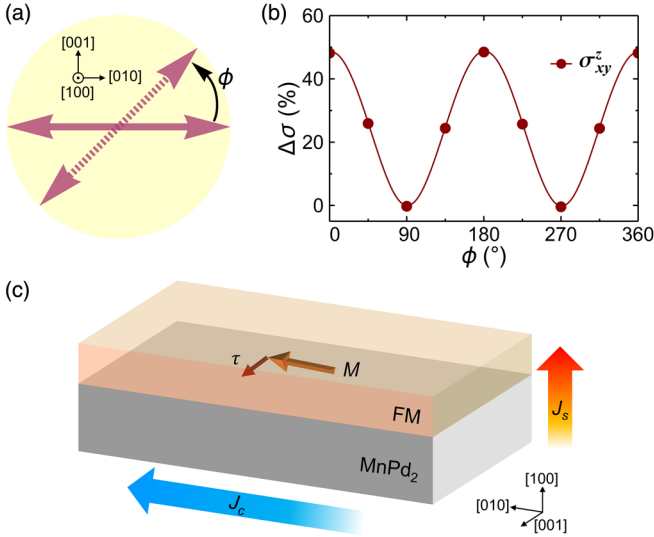 (a)
[001]
[010]
[100]
ϕ
(b)
60
40
20
0
Δσ (%)
σ^z_xy
0 90 180 270 360
ϕ (°)
(c)
τ
M
FM
MnPd₂
J_s
J_c
[100]
[010]
[001]